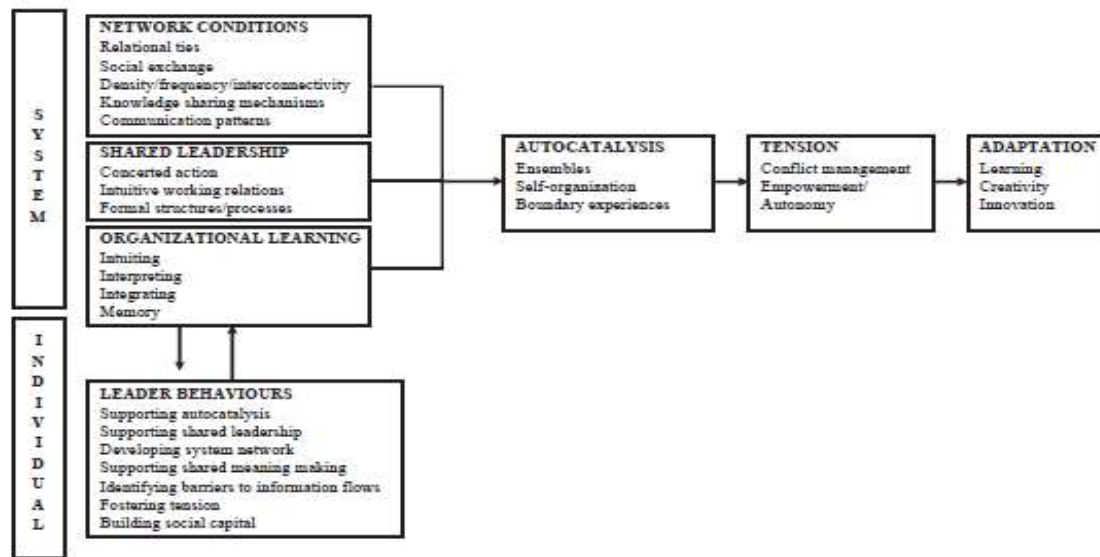 SYSTEM
NETWORK CONDITIONS
Relational ties
Social exchange
Density/frequency/interconnectivity
Knowledge sharing mechanisms
Communication patterns
SHARED LEADERSHIP
Concerted action
Intuitive working relations
Formal structures/processes
ORGANIZATIONAL LEARNING
Intuiting
Interpreting
Integrating
Memory
AUTOCATALYSIS
Ensembles
Self-organization
Boundary experiences
TENSION
Conflict management
Empowerment/
Autonomy
ADAPTATION
Learning
Creativity
Innovation
INDIVIDUAL
LEADER BEHAVIOURS
Supporting autocatalysis
Supporting shared leadership
Developing system network
Supporting shared meaning making
Identifying barriers to information flows
Fostering tension
Building social capital